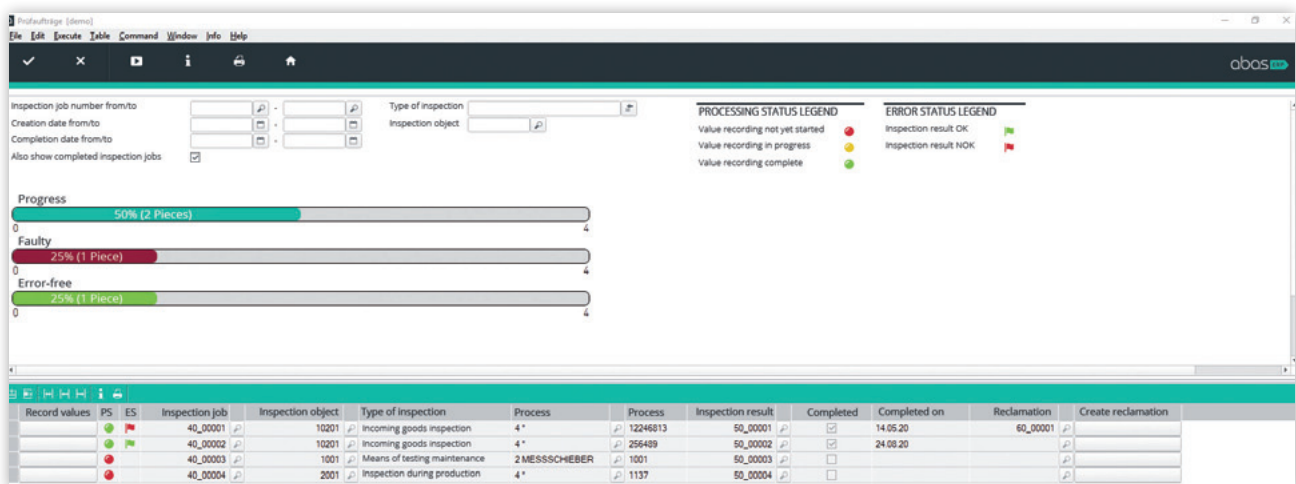 Prüfaufträge [demo]
File Edit Execute Table Command Window Info Help
abas ERP
Inspection job number from/to - Type of inspection
Creation date from/to - Inspection object
Completion date from/to -
Also show completed inspection jobs
PROCESSING STATUS LEGEND
Value recording not yet started
Value recording in progress
Value recording complete
ERROR STATUS LEGEND
Inspection result OK
Inspection result NOK
Progress
50% (2 Pieces)
0 4
Faulty
25% (1 Piece)
0 4
Error-free
25% (1 Piece)
0 4
Record values PS ES Inspection job Inspection object Type of inspection Process Process Inspection result Completed Completed on Reclamation Create reclamation
40_00001 10201 Incoming goods inspection 4* 12246813 50_00001 14.05.20 60_00001
40_00002 10201 Incoming goods inspection 4* 256489 50_00002 24.08.20
40_00003 1001 Means of testing maintenance 2 MESSSCHIEBER 1001 50_00003
40_00004 2001 Inspection during production 4* 1137 50_00004